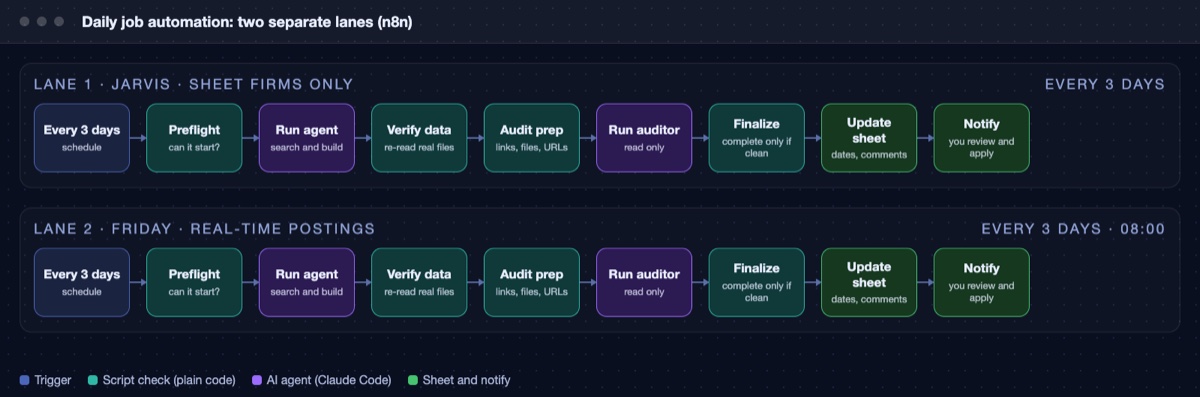 Daily job automation: two separate lanes (n8n)
LANE 1 · JARVIS · SHEET FIRMS ONLY
EVERY 3 DAYS
Every 3 days
schedule
Preflight
can it start?
Run agent
search and build
Verify data
re-read real files
Audit prep
links, files, URLs
Run auditor
read only
Finalize
complete only if
clean
Update
sheet
dates, comments
Notify
you review and
apply
LANE 2 · FRIDAY · REAL-TIME POSTINGS
EVERY 3 DAYS · 08:00
Every 3 days
schedule
Preflight
can it start?
Run agent
search and build
Verify data
re-read real files
Audit prep
links, files, URLs
Run auditor
read only
Finalize
complete only if
clean
Update
sheet
dates, comments
Notify
you review and
apply
Trigger
Script check (plain code)
AI agent (Claude Code)
Sheet and notify